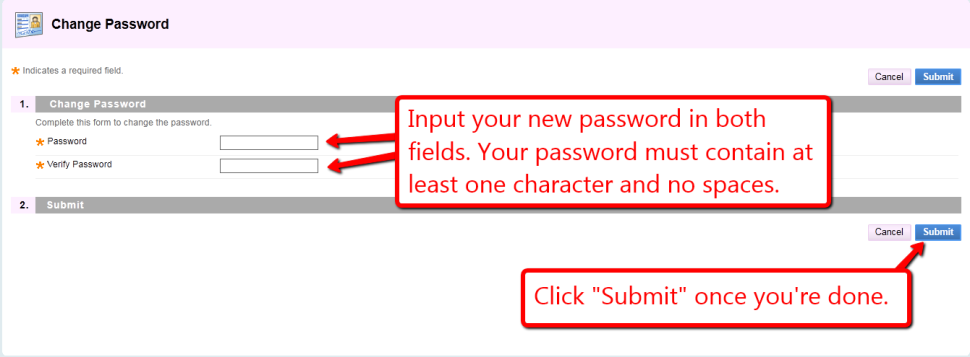 Change Password
* Indicates a required field.
Cancel Submit
1. Change Password
Complete this form to change the password.
* Password
* Verify Password
Input your new password in both
fields. Your password must contain at
least one character and no spaces.
2. Submit
Cancel Submit
Click "Submit" once you're done.